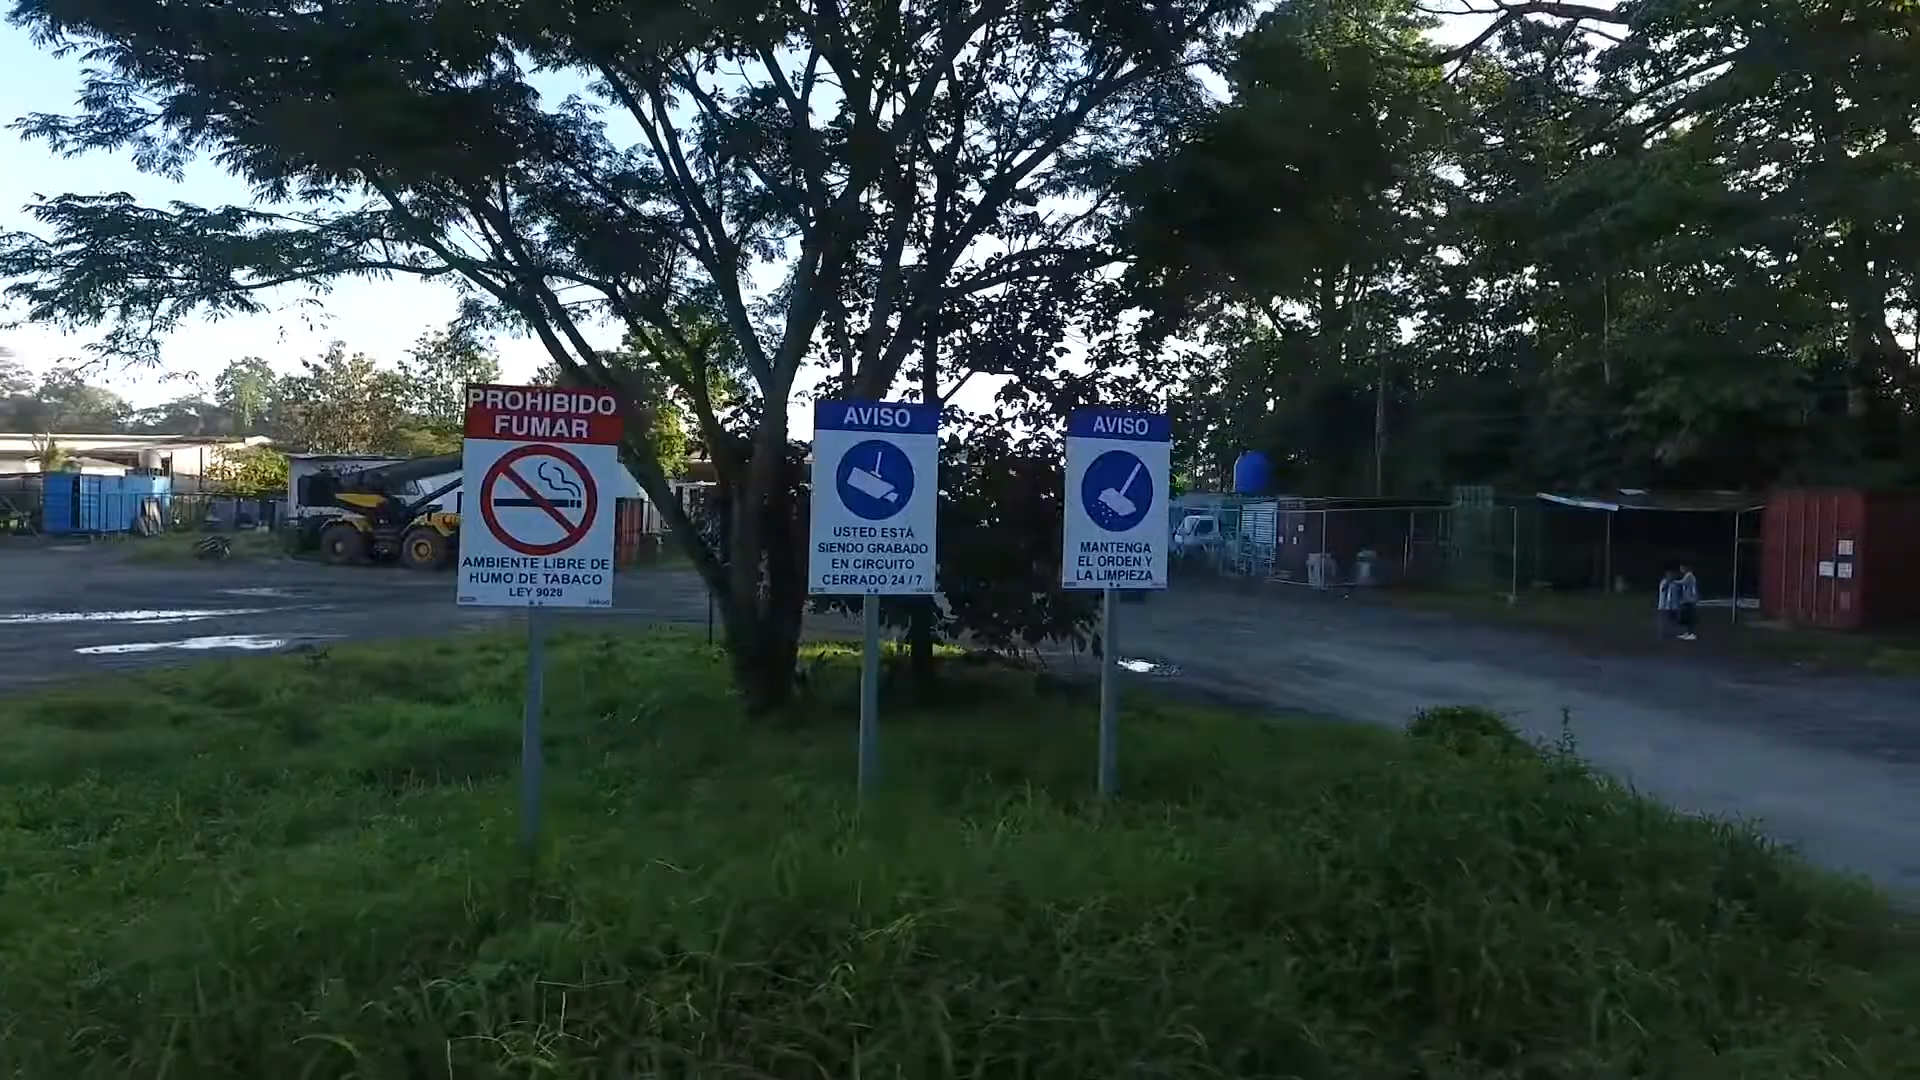 PROHIBIDO
FUMAR
AMBIENTE LIBRE DE
HUMO DE TABACO
LEY 9028
AVISO
USTED ESTÁ
SIENDO GRABADO
EN CIRCUITO
CERRADO 24 / 7
AVISO
MANTENGA
EL ORDEN Y
LA LIMPIEZA